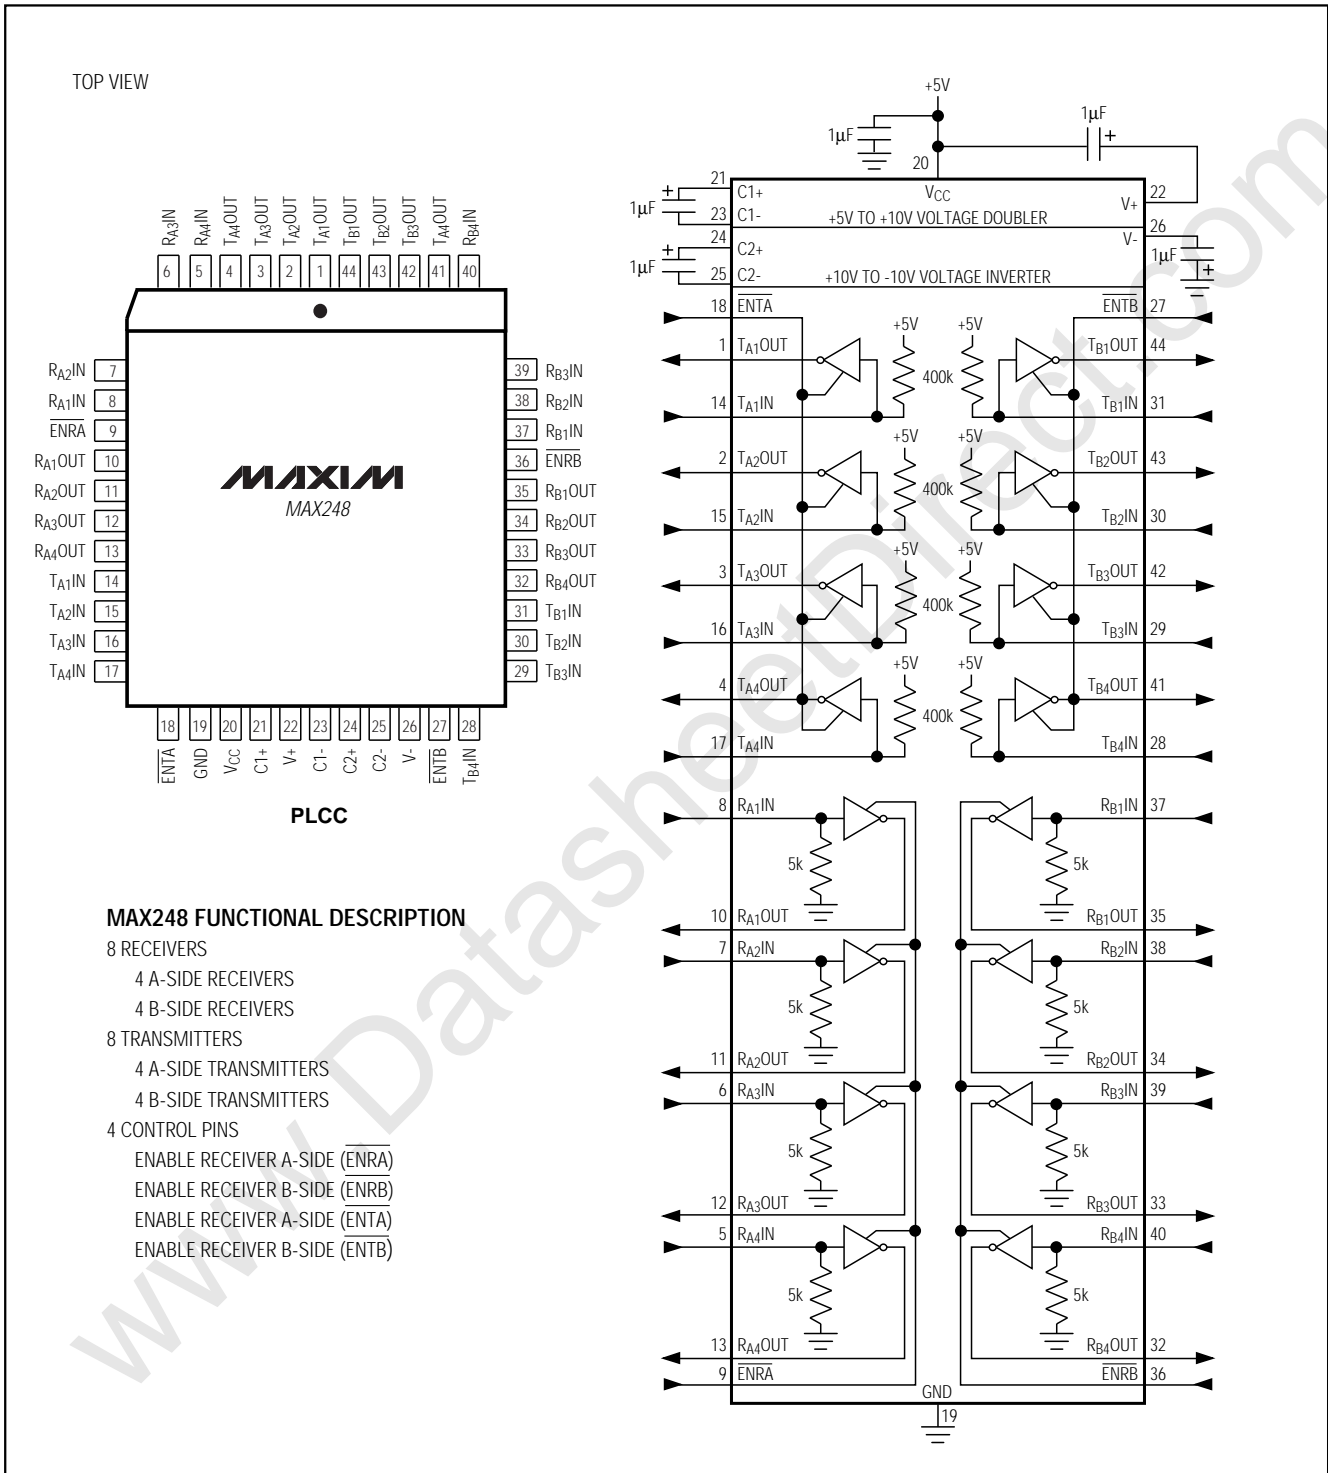 TOP VIEW
RA3IN
RA4IN
TA4OUT
TA3OUT
TA2OUT
TA1OUT
TB1OUT
TB2OUT
TB3OUT
TA4OUT
RB4IN
6 5 4 3 2 1 44 43 42 41 40
RA2IN 7
RA1IN 8
ENRA 9
RA1OUT 10
RA2OUT 11
RA3OUT 12
RA4OUT 13
TA1IN 14
TA2IN 15
TA3IN 16
TA4IN 17
MAXIM
MAX248
39 RB3IN
38 RB2IN
37 RB1IN
36 ENRB
35 RB1OUT
34 RB2OUT
33 RB3OUT
32 RB4OUT
31 TB1IN
30 TB2IN
29 TB3IN
18 19 20 21 22 23 24 25 26 27 28
ENTA
GND
VCC
C1+
V+
C1-
C2+
C2-
V-
ENTB
TB4IN
PLCC
MAX248 FUNCTIONAL DESCRIPTION
8 RECEIVERS
4 A-SIDE RECEIVERS
4 B-SIDE RECEIVERS
8 TRANSMITTERS
4 A-SIDE TRANSMITTERS
4 B-SIDE TRANSMITTERS
4 CONTROL PINS
ENABLE RECEIVER A-SIDE (ENRA)
ENABLE RECEIVER B-SIDE (ENRB)
ENABLE RECEIVER A-SIDE (ENTA)
ENABLE RECEIVER B-SIDE (ENTB)
+5V
1µF
1µF +
20
21 C1+ VCC V+ 22
+ 1µF
23 C1- +5V TO +10V VOLTAGE DOUBLER
V- 26
24 C2+
+ 1µF
1µF +
25 C2- +10V TO -10V VOLTAGE INVERTER
18 ENTA ENTB 27
+5V +5V
1 TA1OUT TB1OUT 44
400k
14 TA1IN TB1IN 31
+5V +5V
2 TA2OUT TB2OUT 43
400k
15 TA2IN TB2IN 30
+5V +5V
3 TA3OUT TB3OUT 42
400k
16 TA3IN TB3IN 29
+5V +5V
4 TA4OUT TB4OUT 41
400k
17 TA4IN TB4IN 28
8 RA1IN RB1IN 37
5k 5k
10 RA1OUT RB1OUT 35
7 RA2IN RB2IN 38
5k 5k
11 RA2OUT RB2OUT 34
6 RA3IN RB3IN 39
5k 5k
12 RA3OUT RB3OUT 33
5 RA4IN RB4IN 40
5k 5k
13 RA4OUT RB4OUT 32
9 ENRA ENRB 36
GND
19
www.DatasheetDirect.com